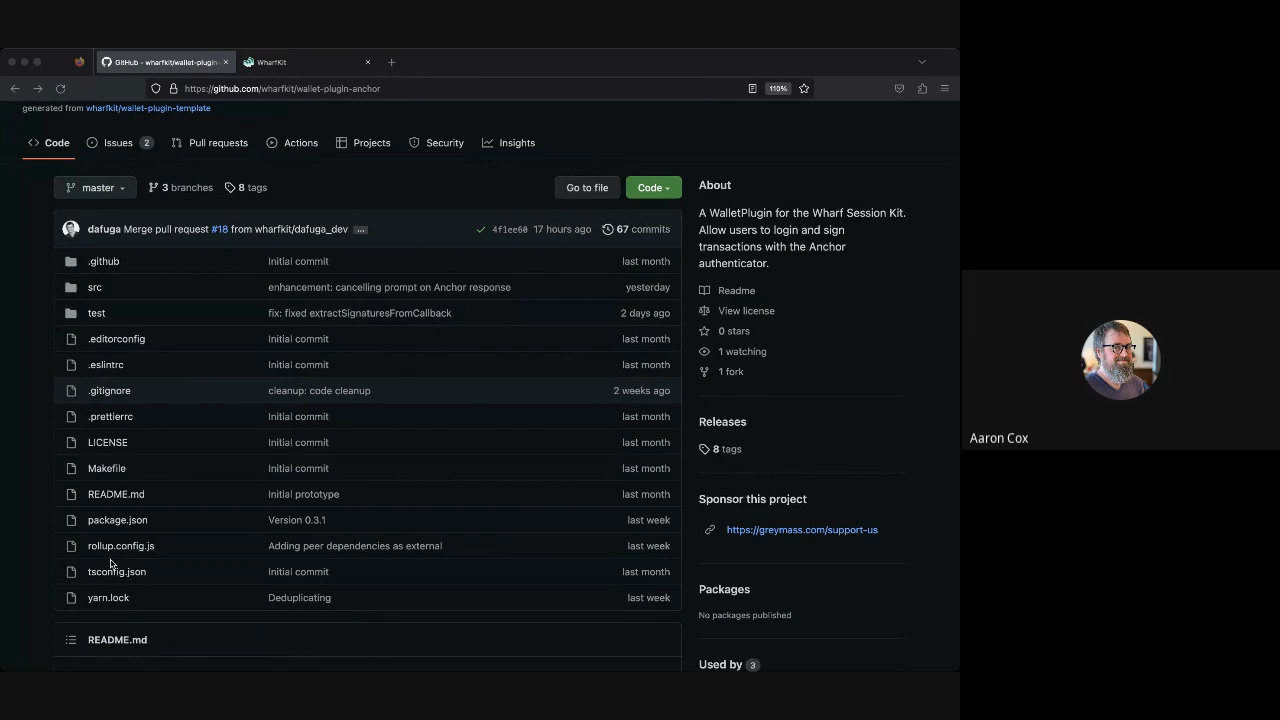 GitHub - wharfkit/wallet-plugin-
WharfKit
https://github.com/wharfkit/wallet-plugin-anchor
110%
generated from wharfkit/wallet-plugin-template
Code
Issues 2
Pull requests
Actions
Projects
Security
Insights
master
3 branches
8 tags
Go to file
Code
dafuga Merge pull request #18 from wharfkit/dafuga_dev ... 4f1ee60 17 hours ago 67 commits
.github Initial commit last month
src enhancement: cancelling prompt on Anchor response yesterday
test fix: fixed extractSignaturesFromCallback 2 days ago
.editorconfig Initial commit last month
.eslintrc Initial commit last month
.gitignore cleanup: code cleanup 2 weeks ago
.prettierrc Initial commit last month
LICENSE Initial commit last month
Makefile Initial commit last month
README.md Initial prototype last month
package.json Version 0.3.1 last week
rollup.config.js Adding peer dependencies as external last week
tsconfig.json Initial commit last month
yarn.lock Deduplicating last week
README.md
About
A WalletPlugin for the Wharf Session Kit.
Allow users to login and sign
transactions with the Anchor
authenticator.
Readme
View license
0 stars
1 watching
1 fork
Releases
8 tags
Sponsor this project
https://greymass.com/support-us
Packages
No packages published
Used by 3
Aaron Cox